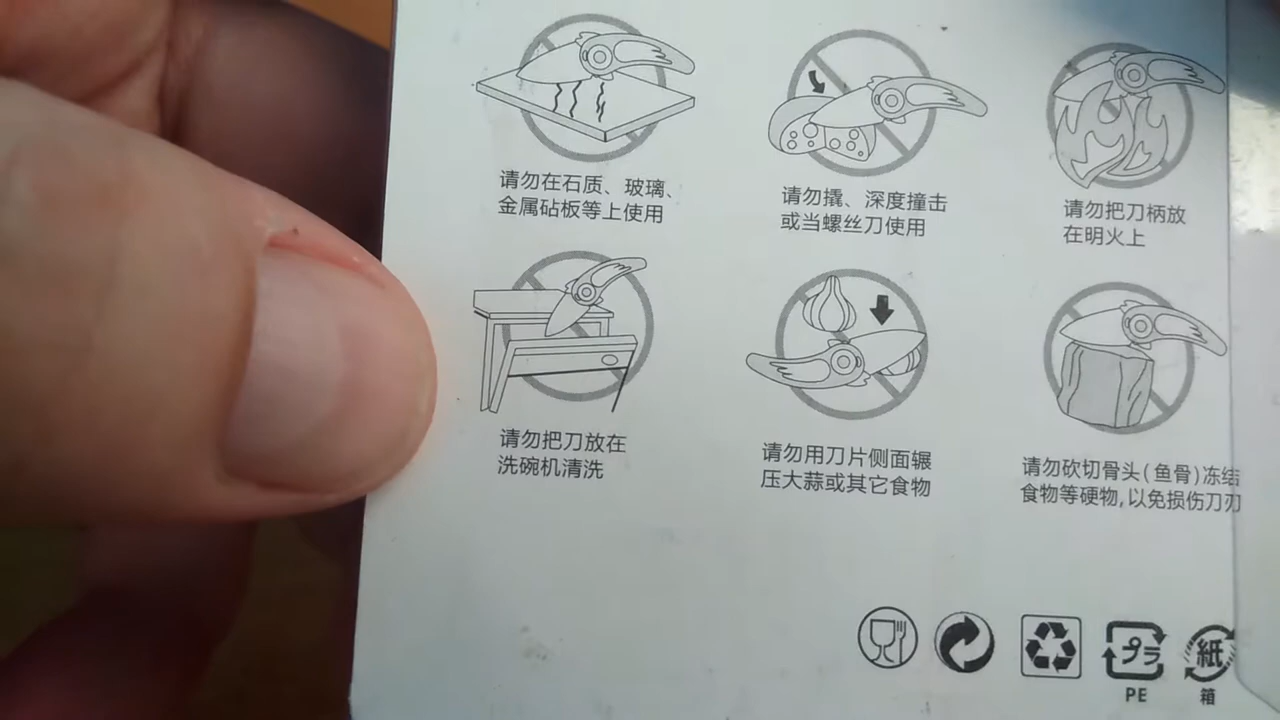 请勿在石质、玻璃、
金属砧板等上使用
请勿撬、深度撞击
或当螺丝刀使用
请勿把刀柄放
在明火上
请勿把刀放在
洗碗机清洗
请勿用刀片侧面辗
压大蒜或其它食物
请勿砍切骨头(鱼骨)冻结
食物等硬物,以免损伤刀刃
プラ
PE
紙
箱